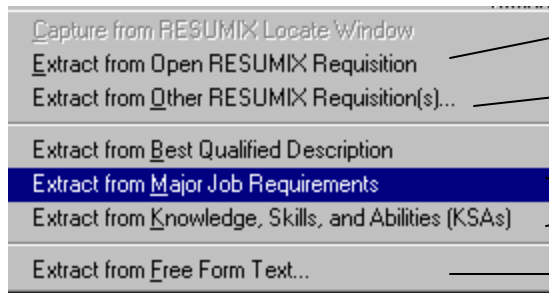 Capture from RESUMIX Locate Window
Extract from Open RESUMIX Requisition
Extract from Other RESUMIX Requisition(s)...
Extract from Best Qualified Description
Extract from Major Job Requirements
Extract from Knowledge, Skills, and Abilities (KSAs)
Extract from Free Form Text...